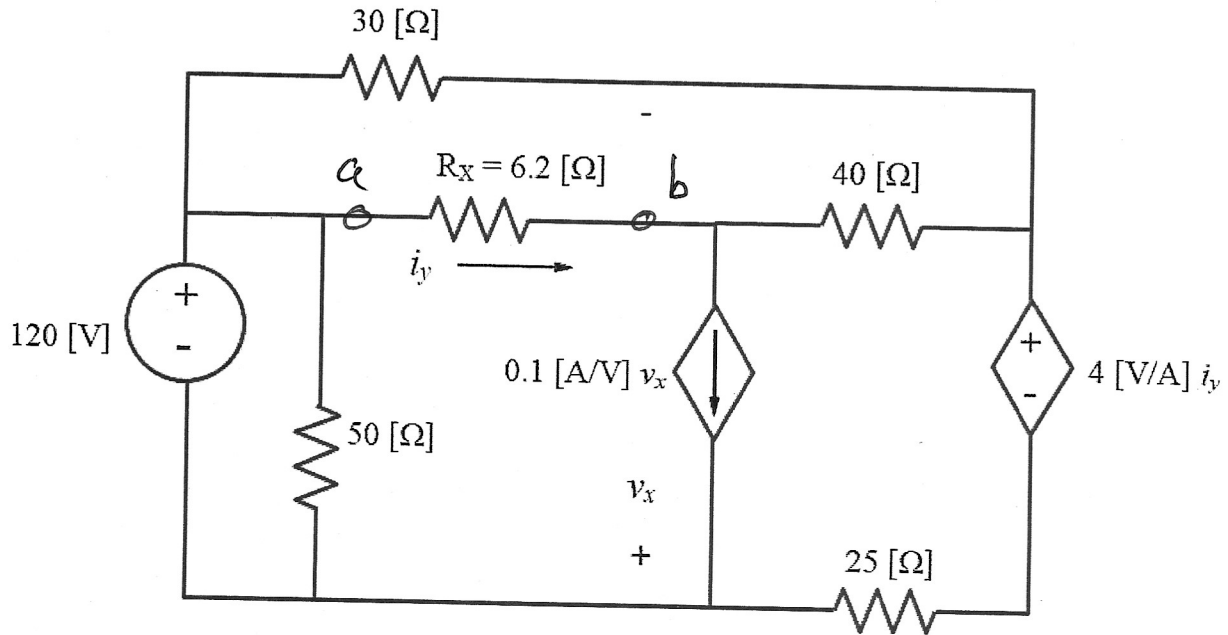 30 [Ω]
-
a
R_X = 6.2 [Ω]
b
40 [Ω]
i_y
+
-
120 [V]
0.1 [A/V] v_x
+
-
4 [V/A] i_y
50 [Ω]
v_x
+
25 [Ω]